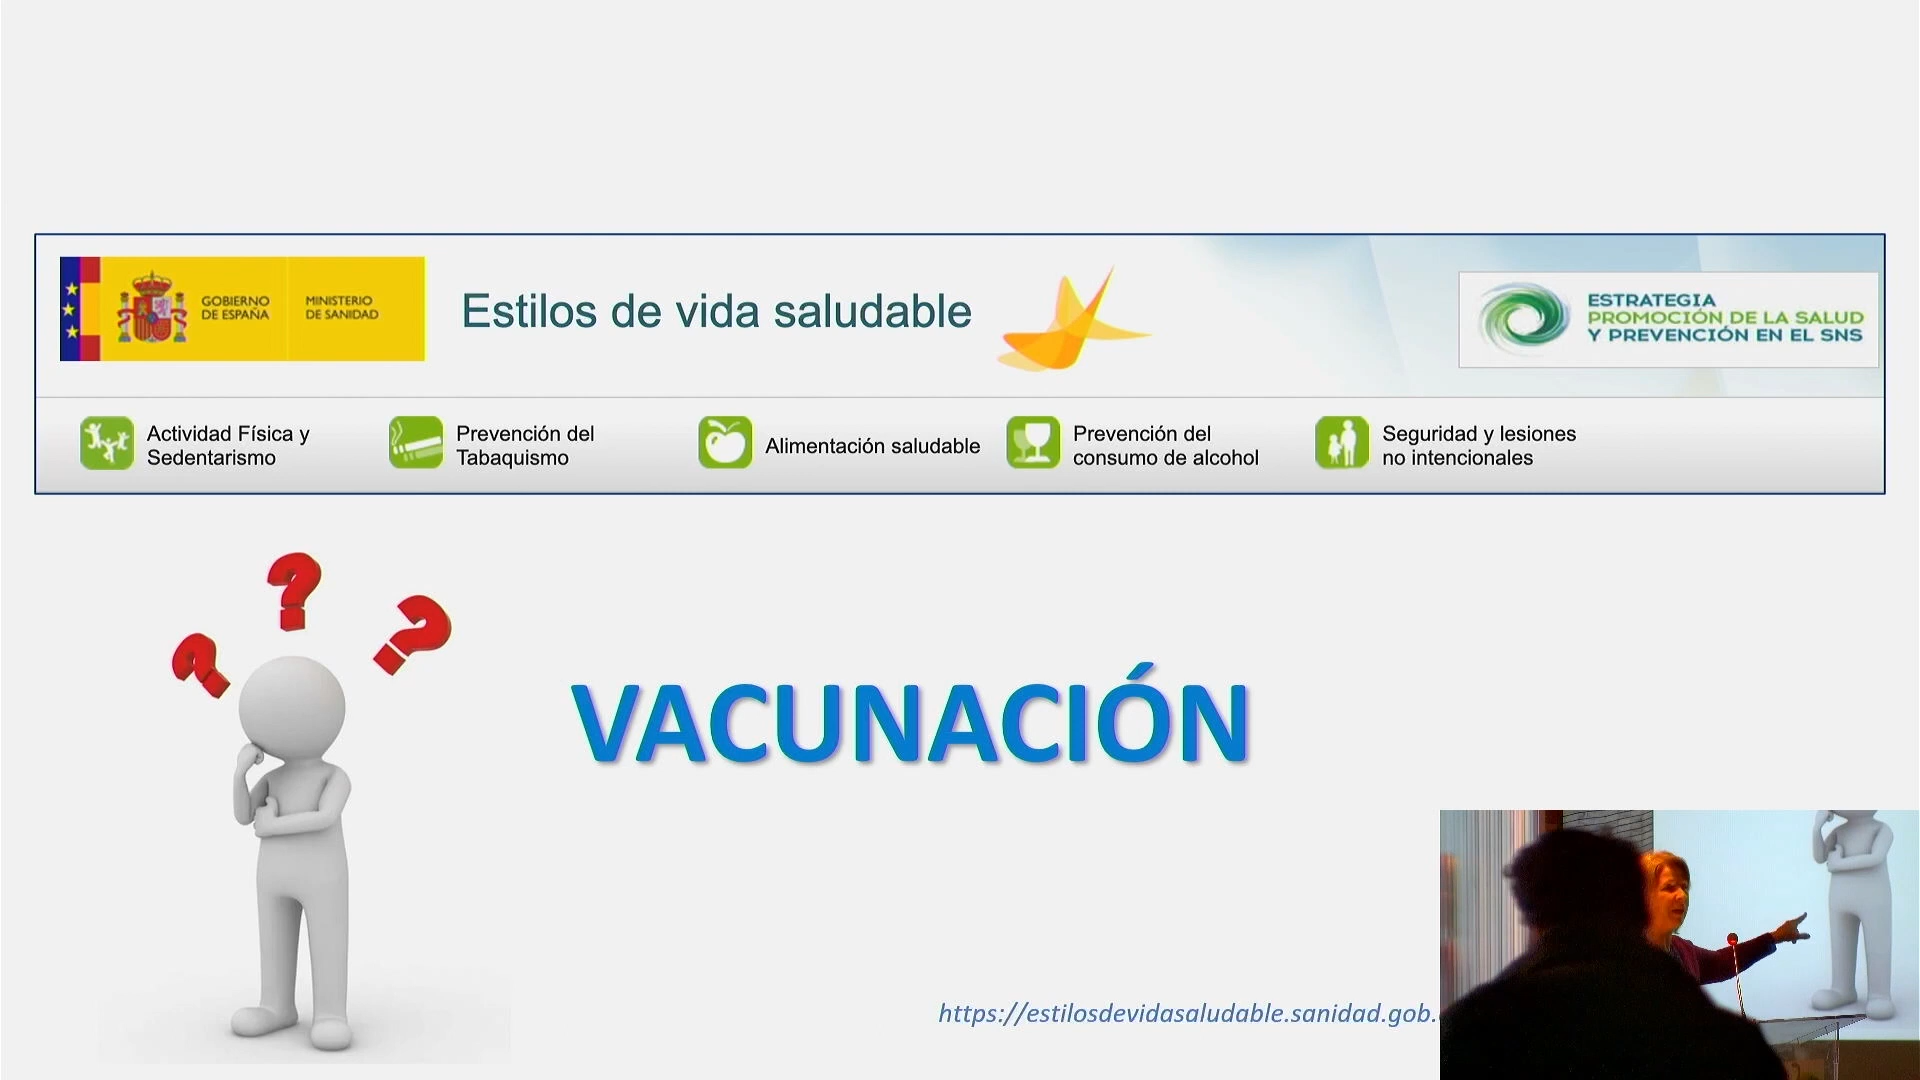 GOBIERNO
DE ESPAÑA
MINISTERIO
DE SANIDAD
Estilos de vida saludable
ESTRATEGIA
PROMOCIÓN DE LA SALUD
Y PREVENCIÓN EN EL SNS
Actividad Física y
Sedentarismo
Prevención del
Tabaquismo
Alimentación saludable
Prevención del
consumo de alcohol
Seguridad y lesiones
no intencionales
? ? ?
VACUNACIÓN
https://estilosdevidasaludable.sanidad.gob.